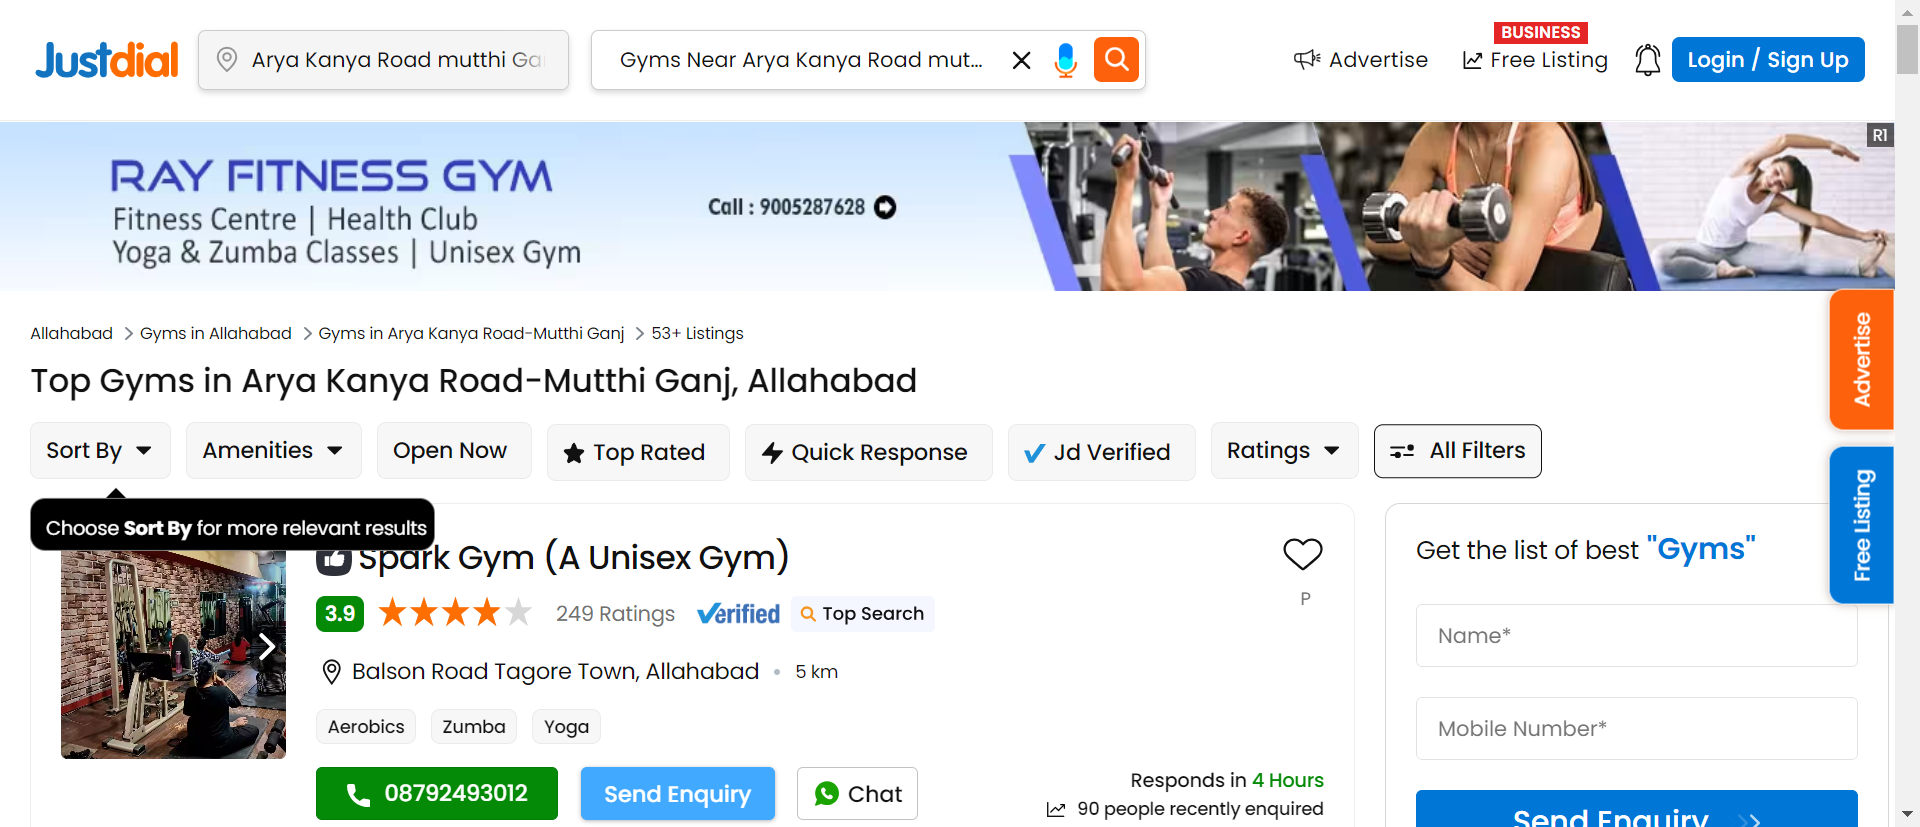 Justdial
Arya Kanya Road mutthi Ga
Gyms Near Arya Kanya Road mut...
Advertise
BUSINESS
Free Listing
Login / Sign Up
R1
RAY FITNESS GYM
Fitness Centre | Health Club
Yoga & Zumba Classes | Unisex Gym
Call : 9005287628
Allahabad > Gyms in Allahabad > Gyms in Arya Kanya Road-Mutthi Ganj > 53+ Listings
Top Gyms in Arya Kanya Road-Mutthi Ganj, Allahabad
Sort By
Amenities
Open Now
Top Rated
Quick Response
Jd Verified
Ratings
All Filters
Choose Sort By for more relevant results
Spark Gym (A Unisex Gym)
P
3.9
249 Ratings
Verified
Top Search
Balson Road Tagore Town, Allahabad • 5 km
Aerobics
Zumba
Yoga
08792493012
Send Enquiry
Chat
Responds in 4 Hours
90 people recently enquired
Get the list of best "Gyms"
Name*
Mobile Number*
Send Enquiry
Advertise
Free Listing